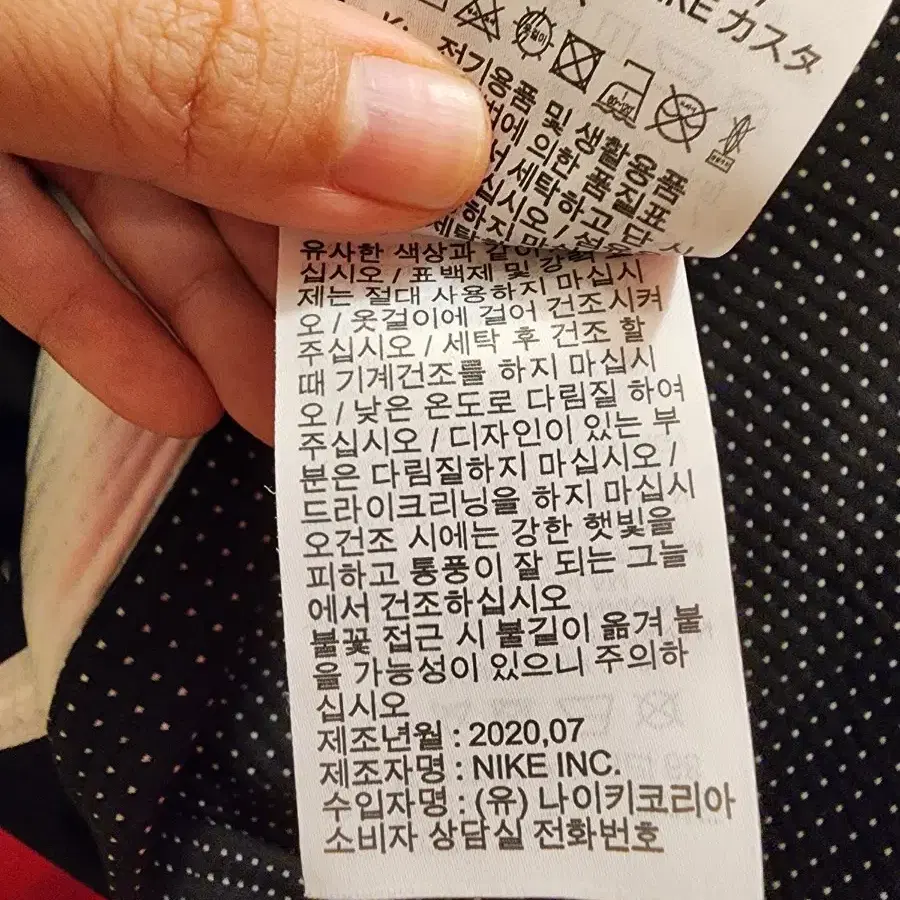 KE カスタ
전기용품 및 생활용품
에 의한 품질표
서 세탁하고 단
십시오 /
하지 마
유사한 색상과 같이
십시오 / 표백제 및
제는 절대 사용하지 마십시
오 / 옷걸이에 걸어 건조시켜
주십시오 / 세탁 후 건조 할
때 기계건조를 하지 마십시
오 / 낮은 온도로 다림질 하여
주십시오 / 디자인이 있는 부
분은 다림질하지 마십시오 /
드라이크리닝을 하지 마십시
오건조 시에는 강한 햇빛을
피하고 통풍이 잘 되는 그늘
에서 건조하십시오
불꽃 접근 시 불길이 옮겨 붙
을 가능성이 있으니 주의하
십시오
제조년월 : 2020,07
제조자명 : NIKE INC.
수입자명 : (유) 나이키코리아
소비자 상담실 전화번호